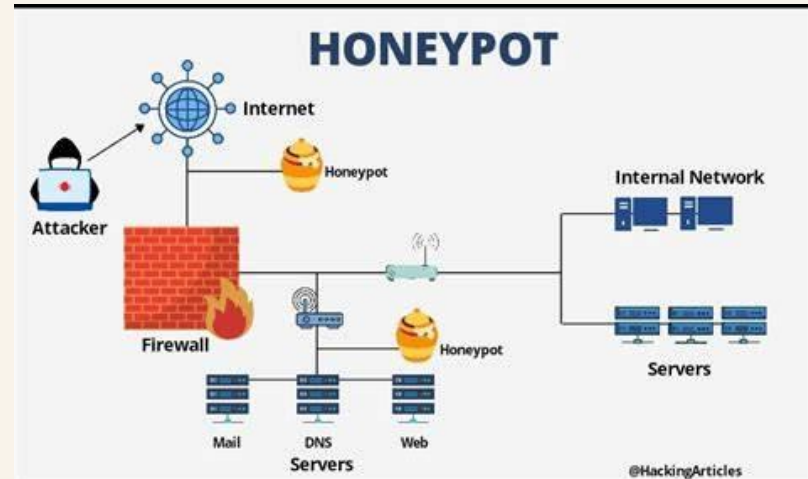 HONEYPOT
Internet
Honeypot
Attacker
Internal Network
Firewall
Honeypot
Servers
Mail
DNS
Web
Servers
@HackingArticles